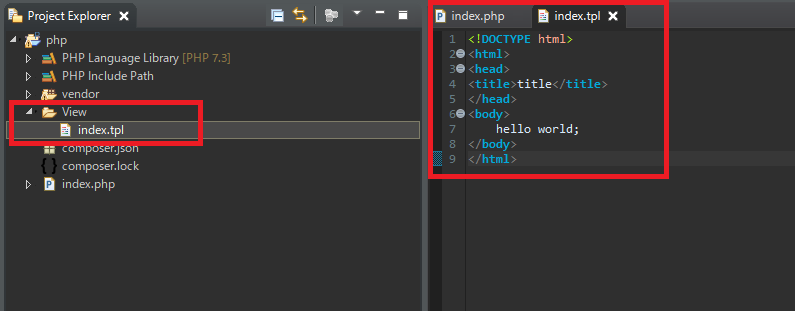 Project Explorer
php
PHP Language Library [PHP 7.3]
PHP Include Path
vendor
View
index.tpl
composer.json
composer.lock
index.php
index.php
index.tpl
1 <!DOCTYPE html>
2 <html>
3 <head>
4 <title>title</title>
5 </head>
6 <body>
7 hello world;
8 </body>
9 </html>